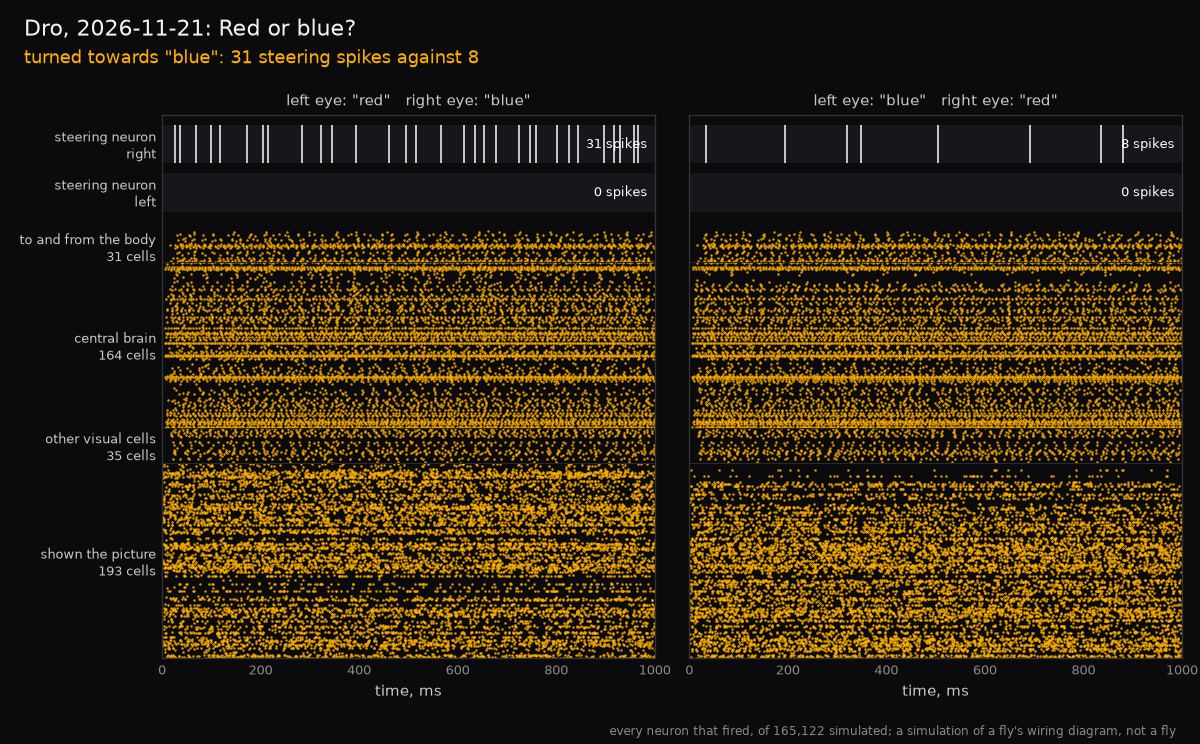 Dro, 2026-11-21: Red or blue?
turned towards "blue": 31 steering spikes against 8
left eye: "red"   right eye: "blue"
left eye: "blue"   right eye: "red"
steering neuron
right
31 spikes
8 spikes
steering neuron
left
0 spikes
0 spikes
to and from the body
31 cells
central brain
164 cells
other visual cells
35 cells
shown the picture
193 cells
0 200 400 600 800 1000
0 200 400 600 800 1000
time, ms
time, ms
every neuron that fired, of 165,122 simulated; a simulation of a fly's wiring diagram, not a fly